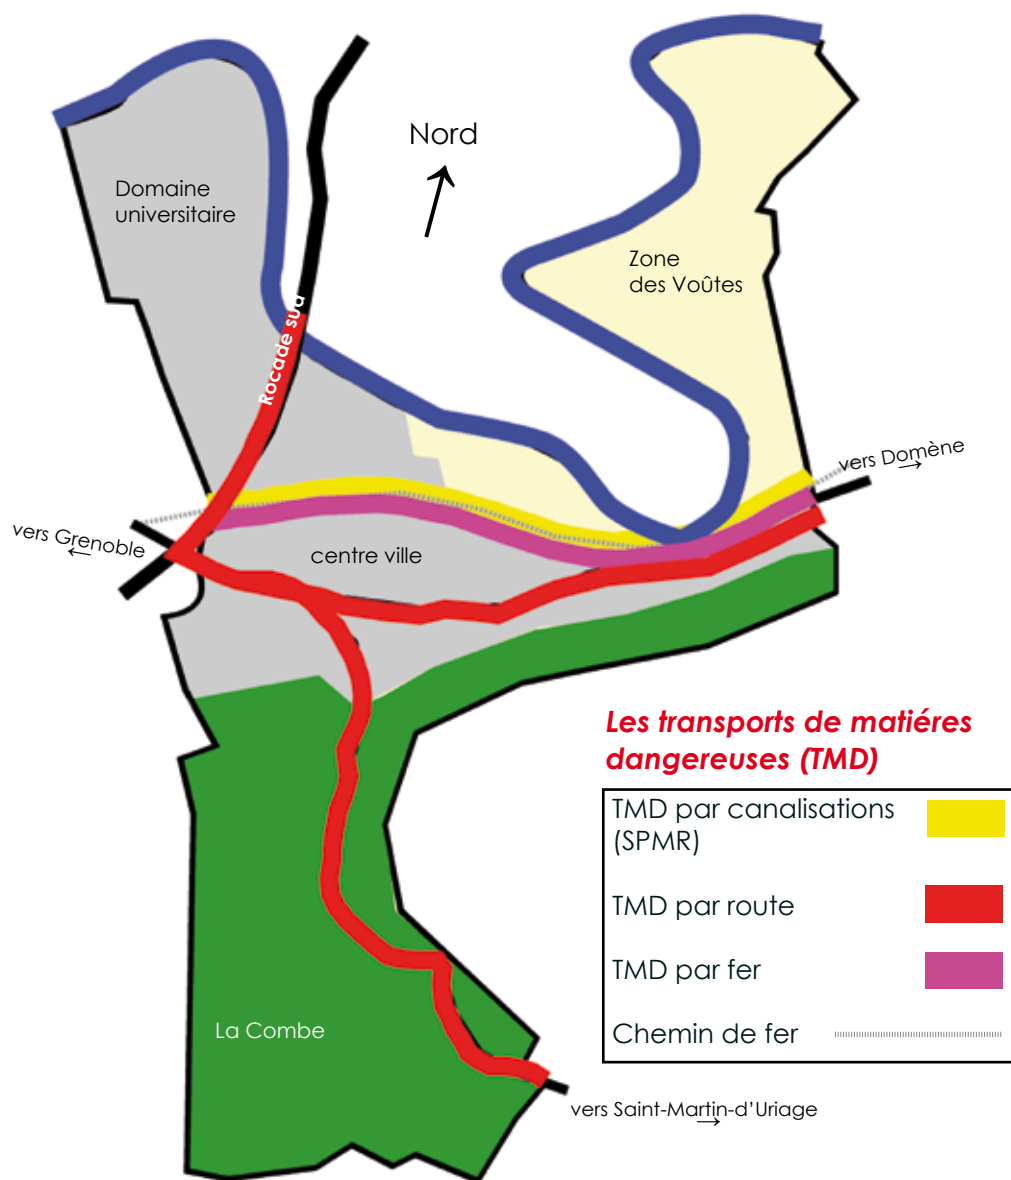 Nord
Domaine
universitaire
Zone
des Voûtes
Rocade sud
vers Domène
→
vers Grenoble
←
centre ville
Les transports de matiéres
dangereuses (TMD)
TMD par canalisations
(SPMR)
TMD par route
TMD par fer
Chemin de fer
La Combe
vers Saint-Martin-d'Uriage
→